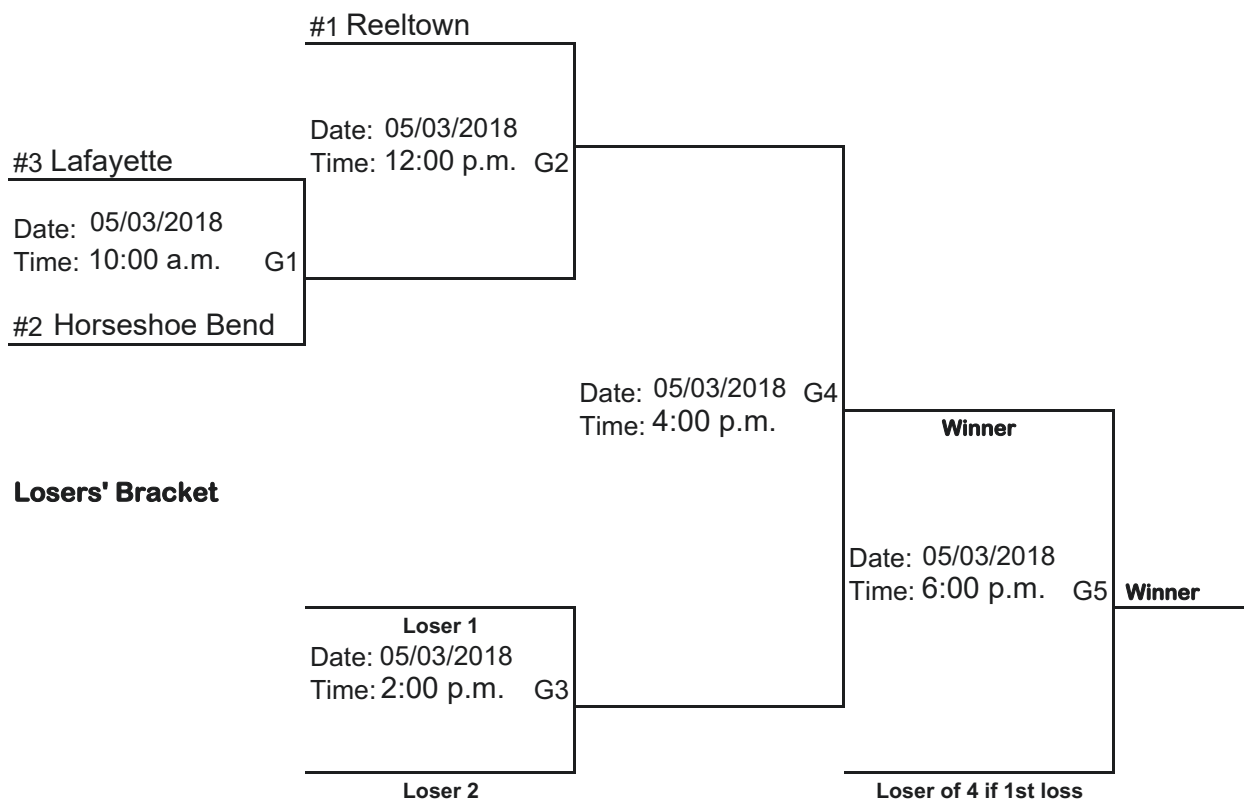 #1 Reeltown
Date: 05/03/2018
Time: 12:00 p.m. G2
#3 Lafayette
Date: 05/03/2018
Time: 10:00 a.m. G1
#2 Horseshoe Bend
Date: 05/03/2018 G4
Time: 4:00 p.m.
Winner
Losers' Bracket
Date: 05/03/2018
Time: 6:00 p.m. G5 Winner
Loser 1
Date: 05/03/2018
Time: 2:00 p.m. G3
Loser 2
Loser of 4 if 1st loss